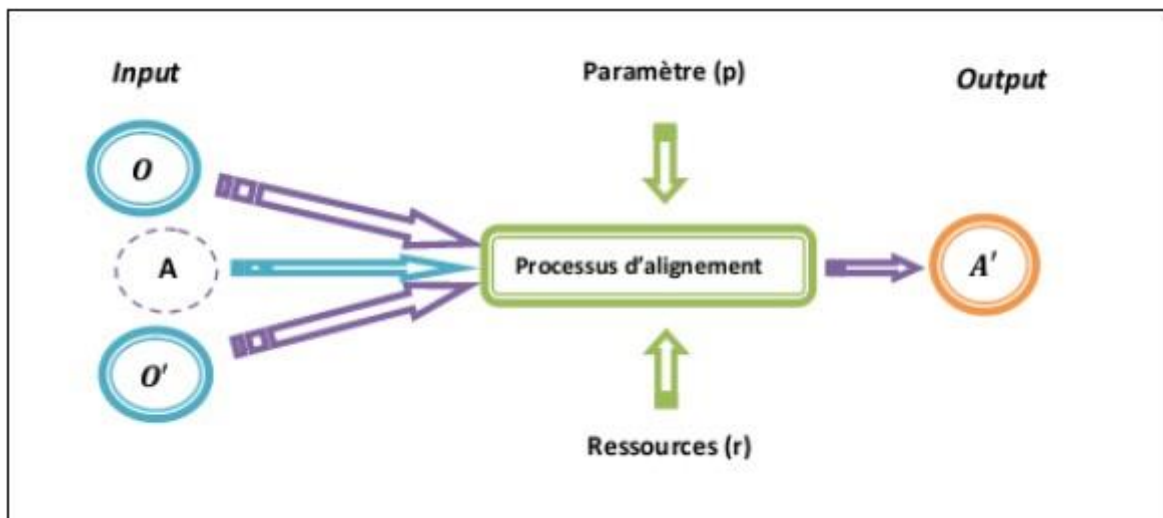 Input
Paramètre (p)
Output
O
A
Processus d'alignement
A'
O'
Ressources (r)